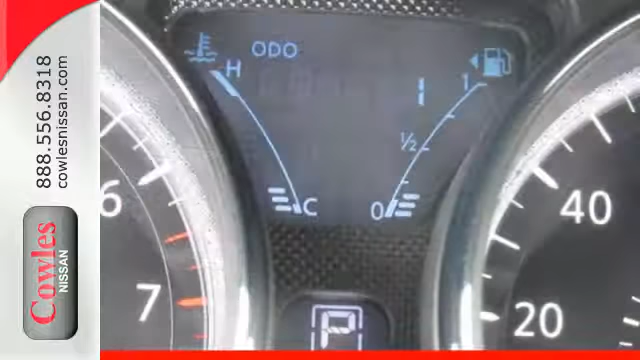 888.556.8318
cowlesnissan.com
Cowles
NISSAN
ODO
H
1
1/2
C
0
6
7
40
20
P